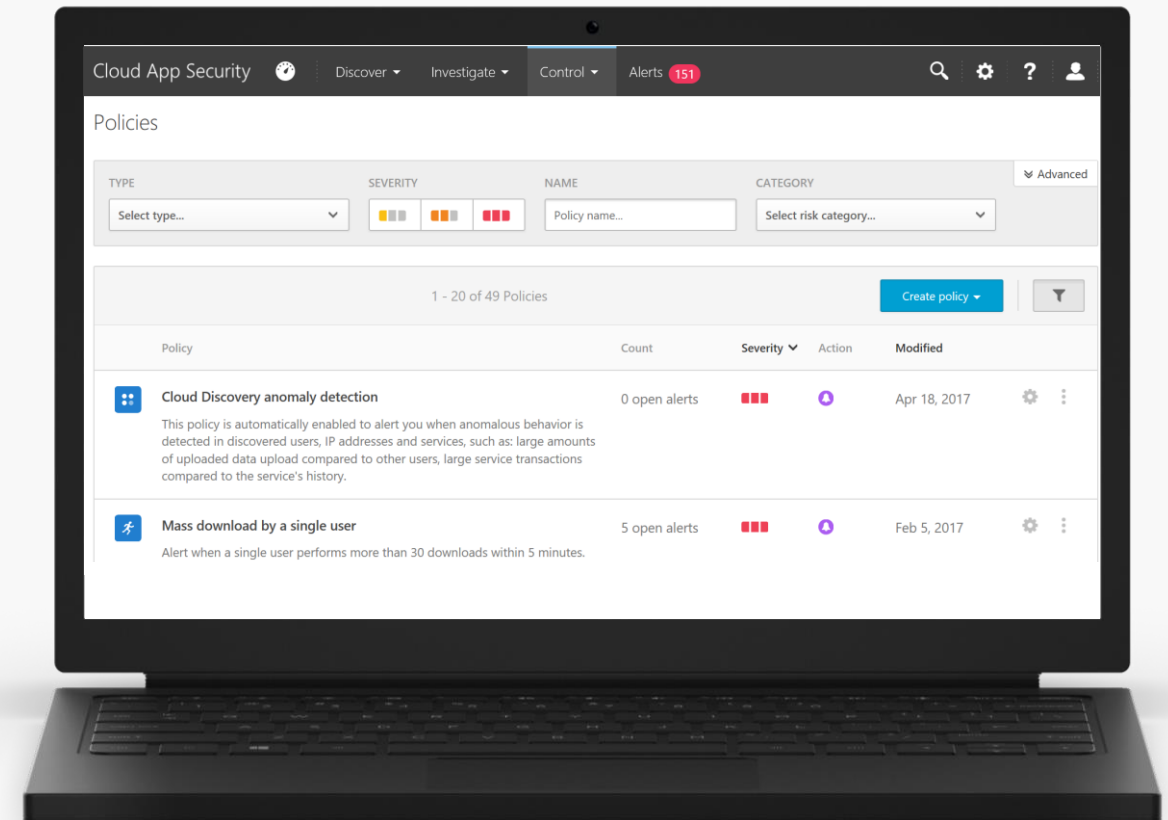 Cloud App Security Discover Investigate Control Alerts 151 ?
Policies
Advanced
TYPE SEVERITY NAME CATEGORY
Select type... Policy name... Select risk category...
1 - 20 of 49 Policies Create policy
Policy Count Severity Action Modified
Cloud Discovery anomaly detection 0 open alerts Apr 18, 2017
This policy is automatically enabled to alert you when anomalous behavior is
detected in discovered users, IP addresses and services, such as: large amounts
of uploaded data upload compared to other users, large service transactions
compared to the service's history.
Mass download by a single user 5 open alerts Feb 5, 2017
Alert when a single user performs more than 30 downloads within 5 minutes.